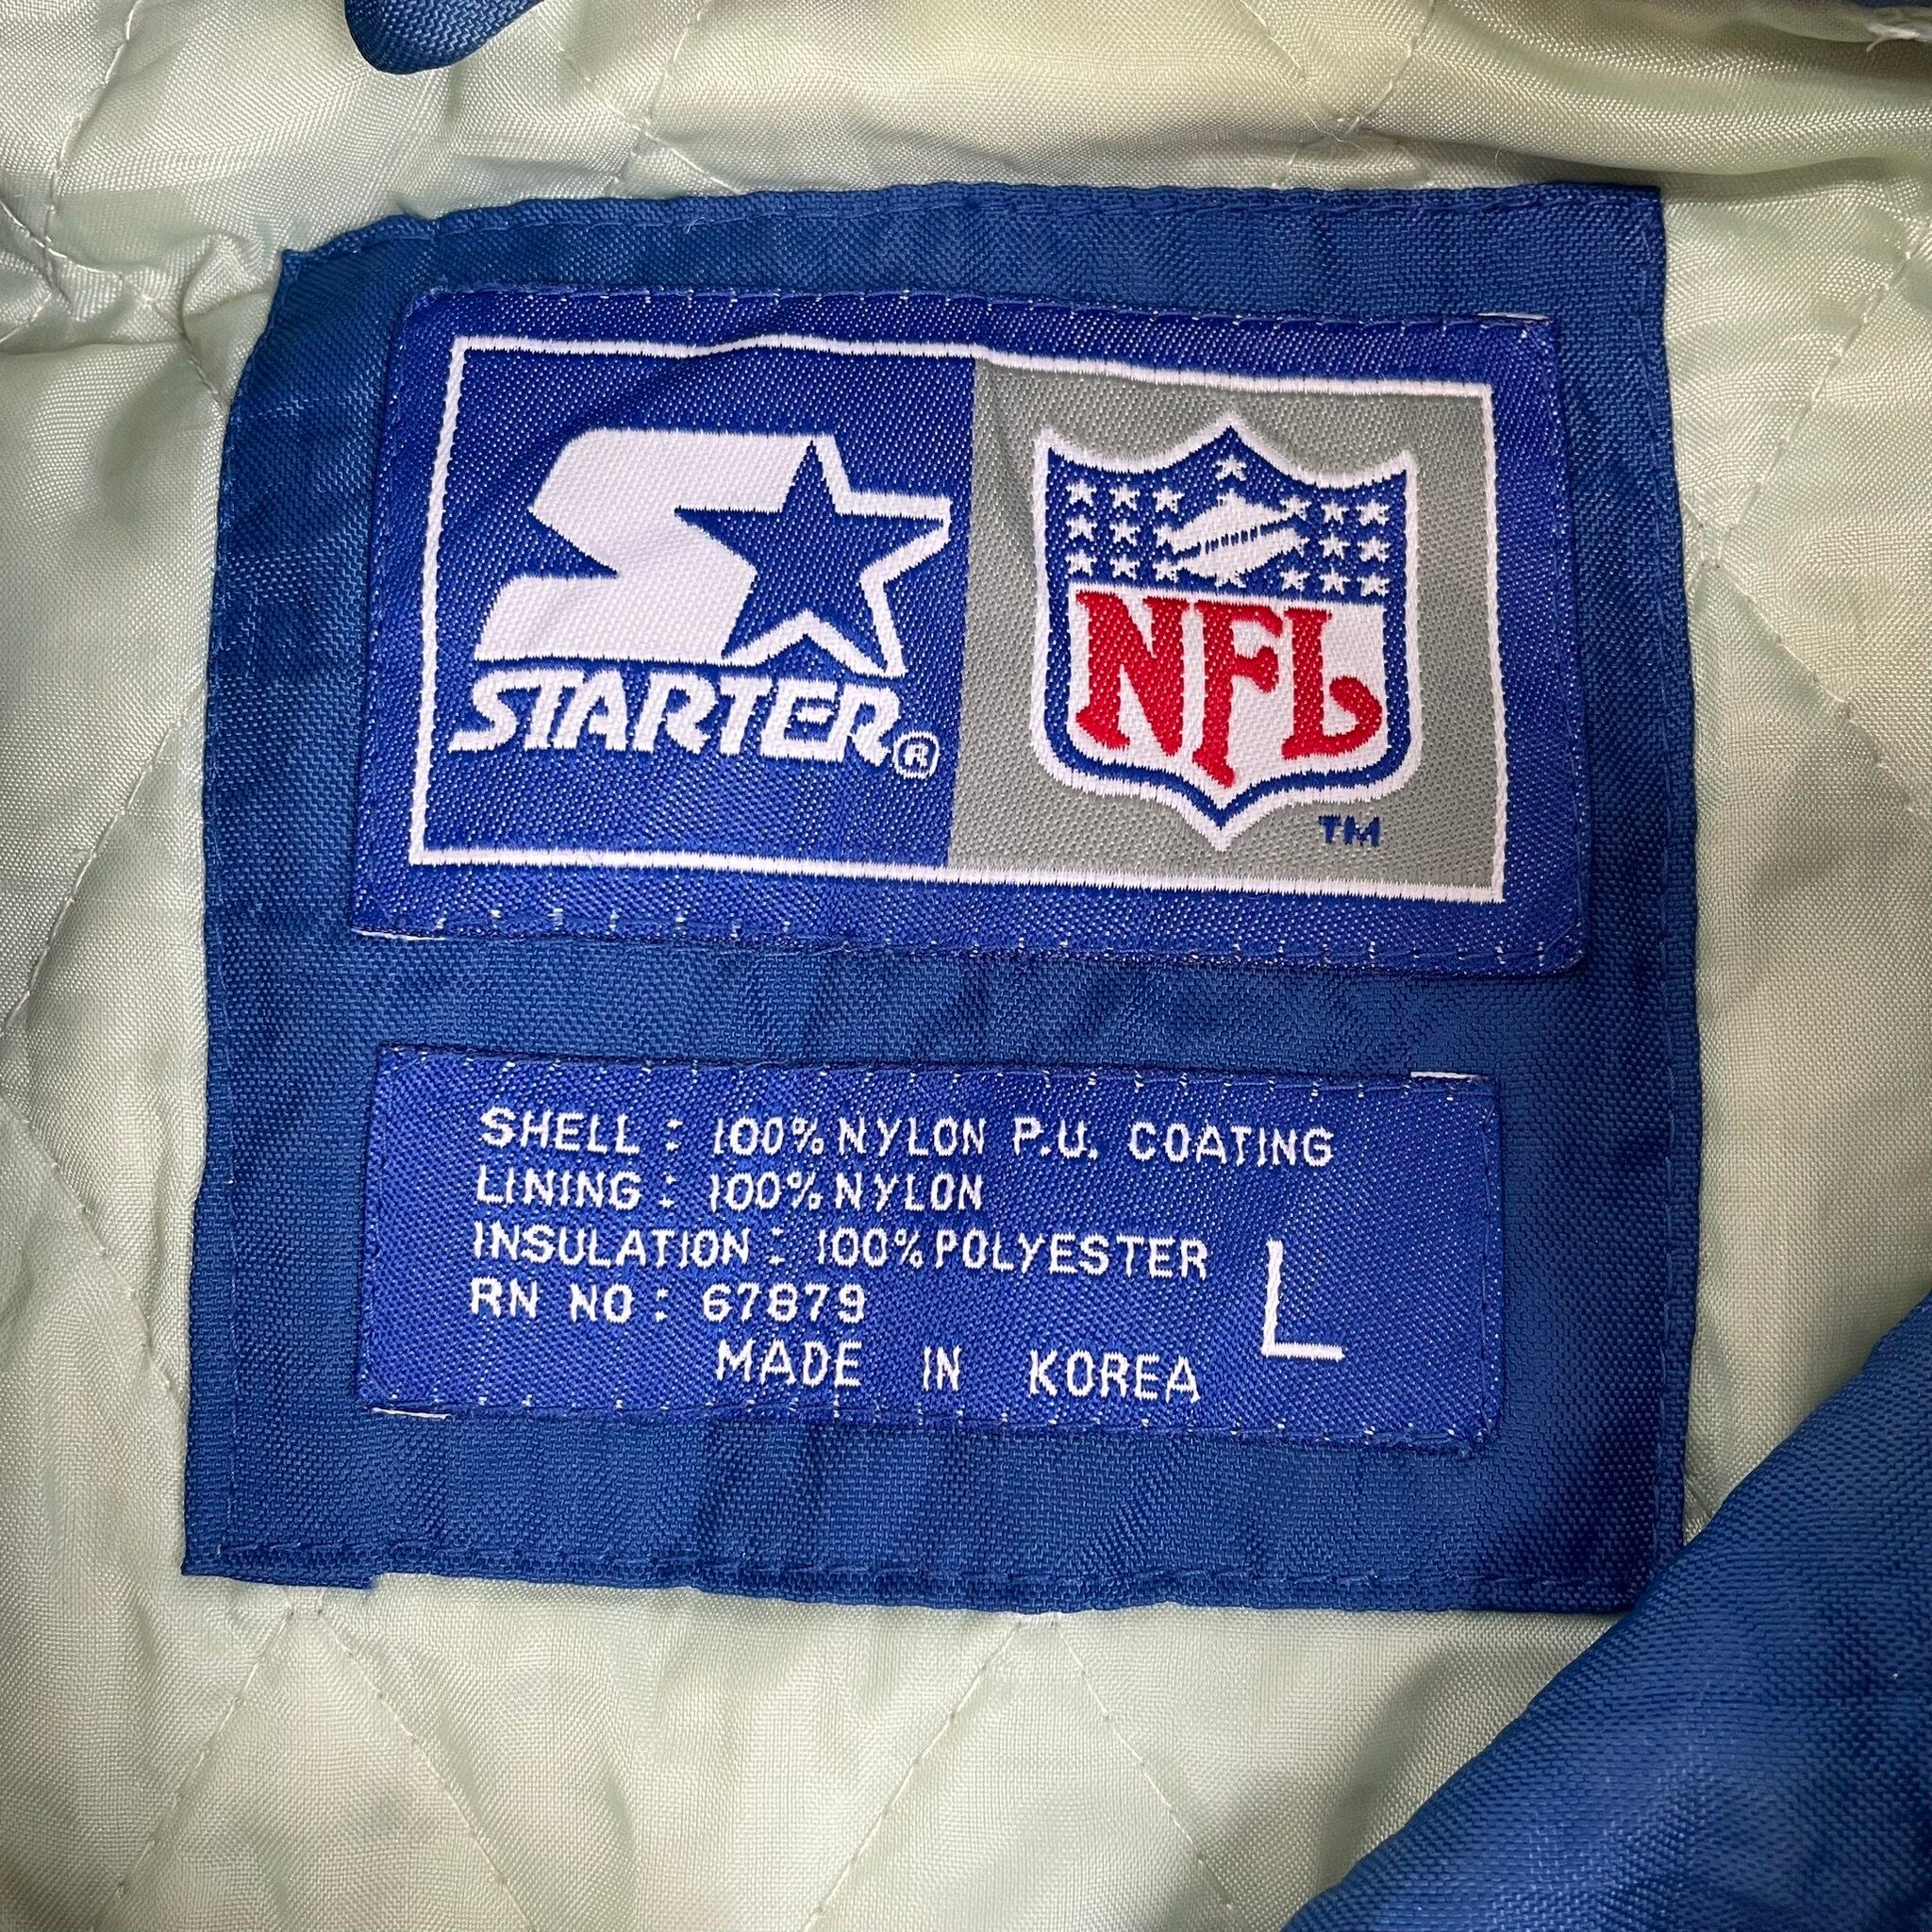 STARTER®
NFL
TM
SHELL : 100% NYLON P.U. COATING
LINING : 100% NYLON
INSULATION : 100% POLYESTER
RN NO : 67879
MADE IN KOREA
L